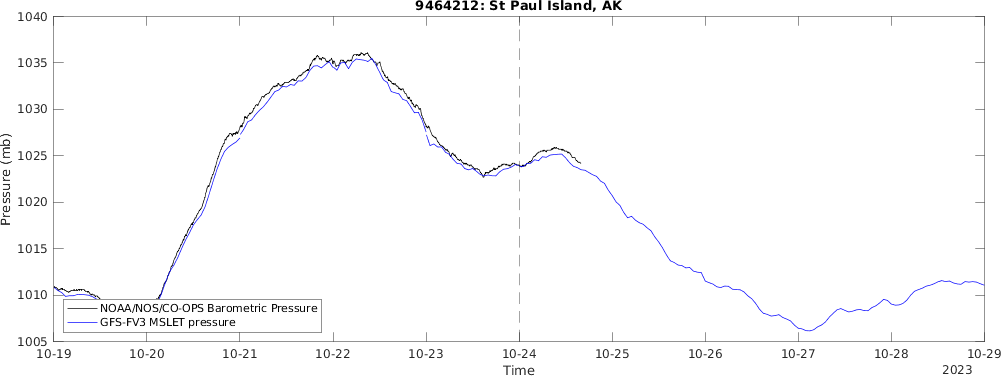 9464212: St Paul Island, AK
1040
1035
1030
1025
1020
1015
1010
1005
Pressure (mb)
NOAA/NOS/CO-OPS Barometric Pressure
GFS-FV3 MSLET pressure
10-19 10-20 10-21 10-22 10-23 10-24 10-25 10-26 10-27 10-28 10-29
Time
2023